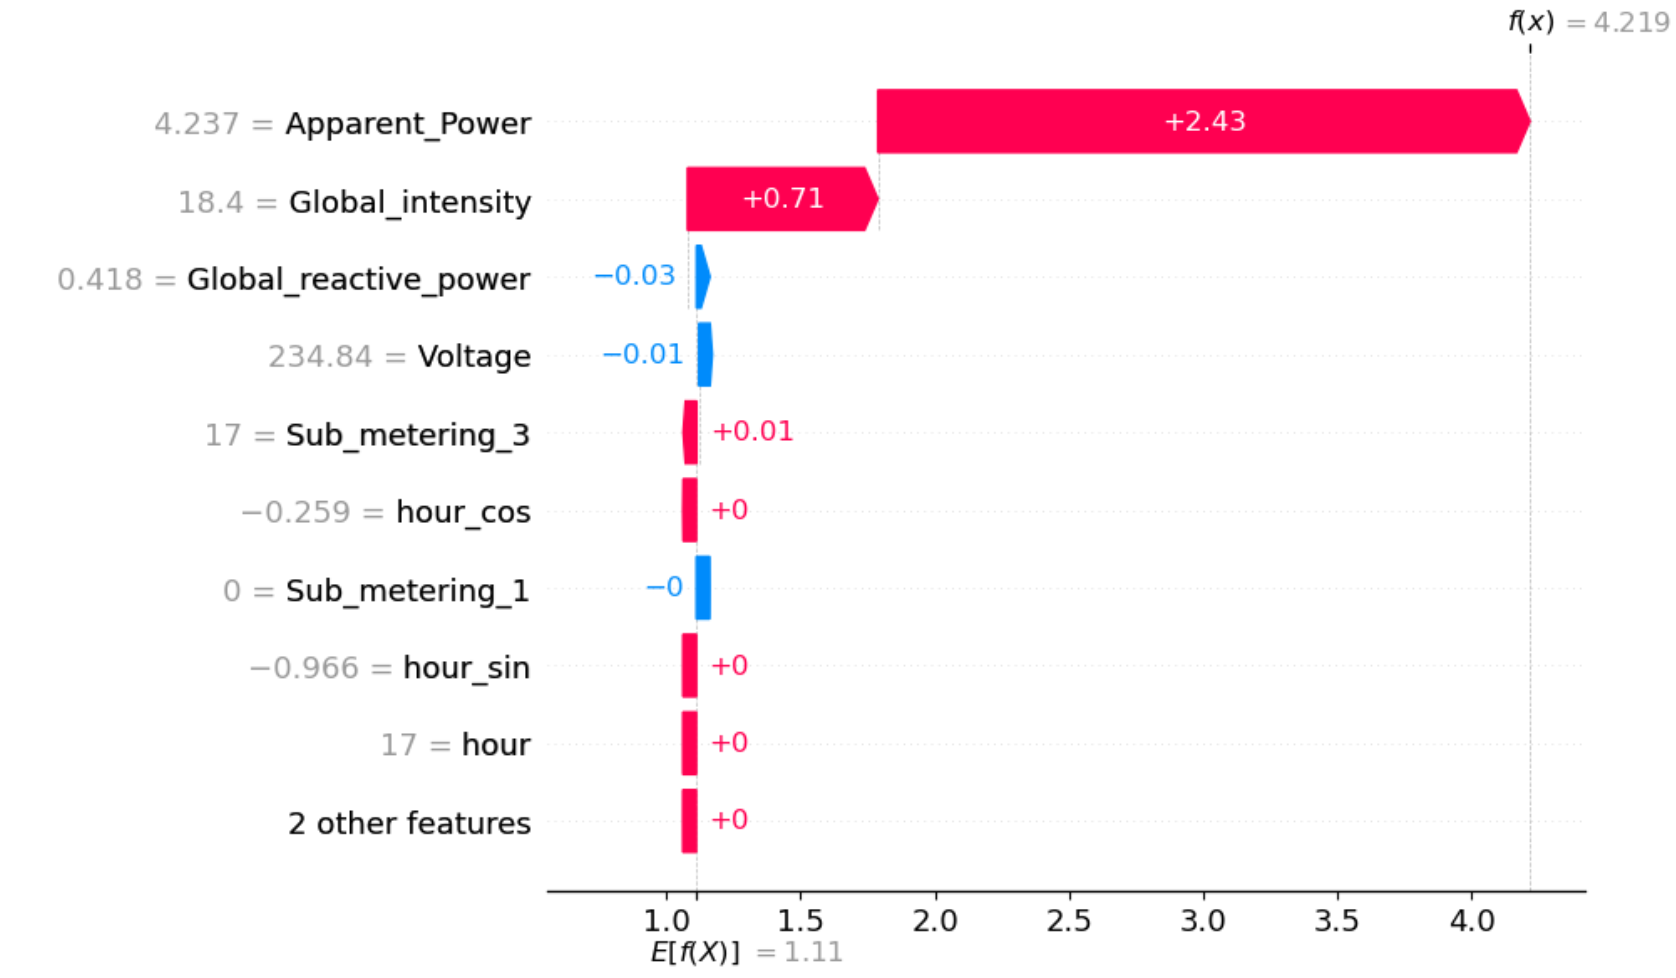 f(x) = 4.219
4.237 = Apparent_Power +2.43
18.4 = Global_intensity +0.71
0.418 = Global_reactive_power −0.03
234.84 = Voltage −0.01
17 = Sub_metering_3 +0.01
−0.259 = hour_cos +0
0 = Sub_metering_1 −0
−0.966 = hour_sin +0
17 = hour +0
2 other features +0
1.0 1.5 2.0 2.5 3.0 3.5 4.0
E[f(X)] = 1.11